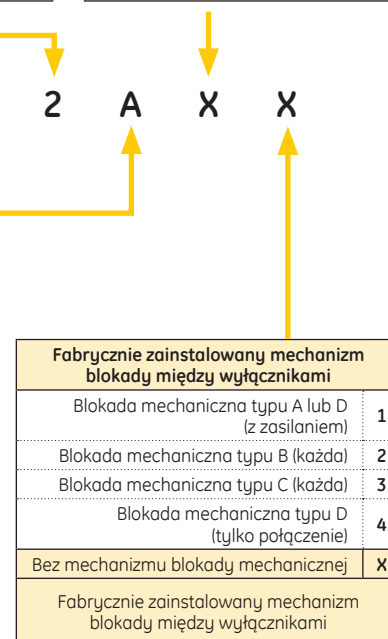 2 A X X
Fabrycznie zainstalowany mechanizm
blokady między wyłącznikami
Blokada mechaniczna typu A lub D
(z zasilaniem) 1
Blokada mechaniczna typu B (każda) 2
Blokada mechaniczna typu C (każda) 3
Blokada mechaniczna typu D
(tylko połączenie) 4
Bez mechanizmu blokady mechanicznej X
Fabrycznie zainstalowany mechanizm
blokady między wyłącznikami